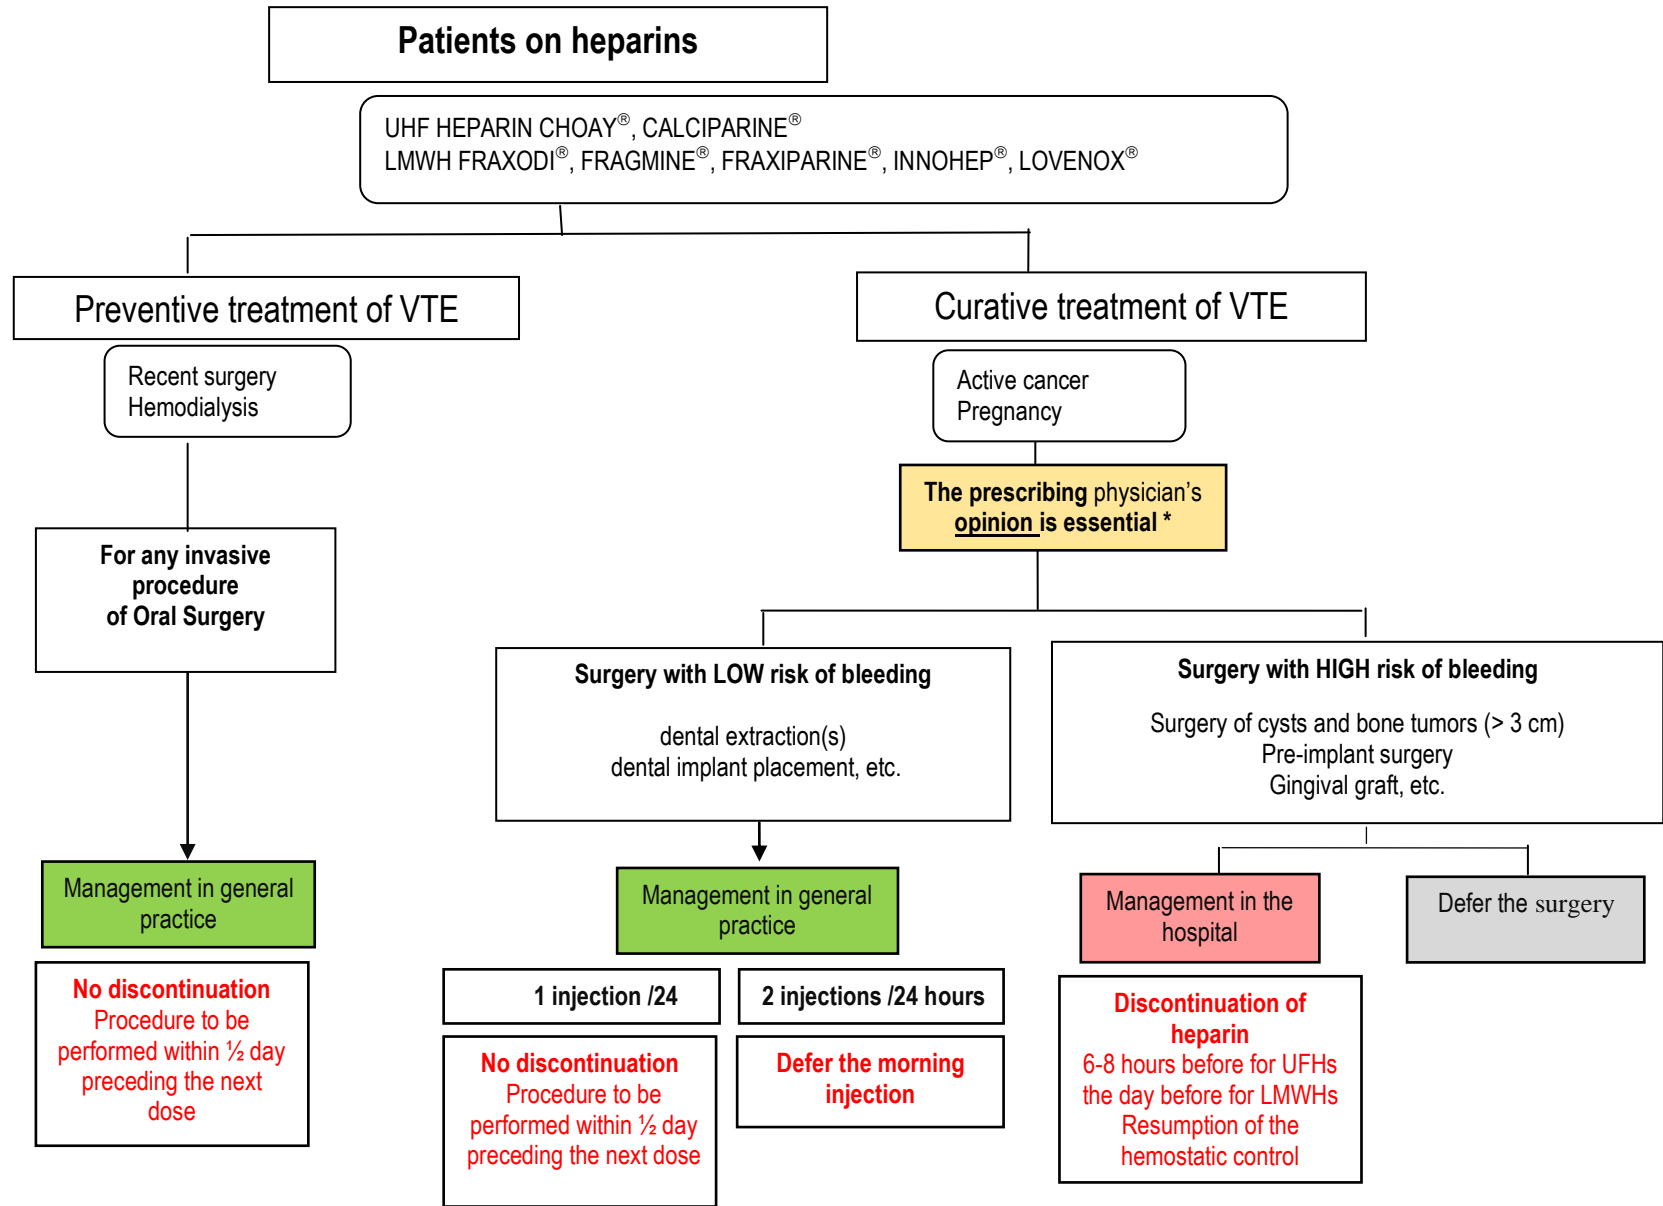 Patients on heparins
UHF HEPARIN CHOAY®, CALCIPARINE®
LMWH FRAXODI®, FRAGMINE®, FRAXIPARINE®, INNOHEP®, LOVENOX®
Preventive treatment of VTE
Curative treatment of VTE
Recent surgery
Hemodialysis
Active cancer
Pregnancy
The prescribing physician's
opinion is essential *
For any invasive
procedure
of Oral Surgery
Surgery with LOW risk of bleeding
dental extraction(s)
dental implant placement, etc.
Surgery with HIGH risk of bleeding
Surgery of cysts and bone tumors (> 3 cm)
Pre-implant surgery
Gingival graft, etc.
Management in general
practice
Management in general
practice
Management in the
hospital
Defer the surgery
No discontinuation
Procedure to be
performed within ½ day
preceding the next
dose
1 injection /24
2 injections /24 hours
No discontinuation
Procedure to be
performed within ½ day
preceding the next dose
Defer the morning
injection
Discontinuation of
heparin
6-8 hours before for UFHs
the day before for LMWHs
Resumption of the
hemostatic control